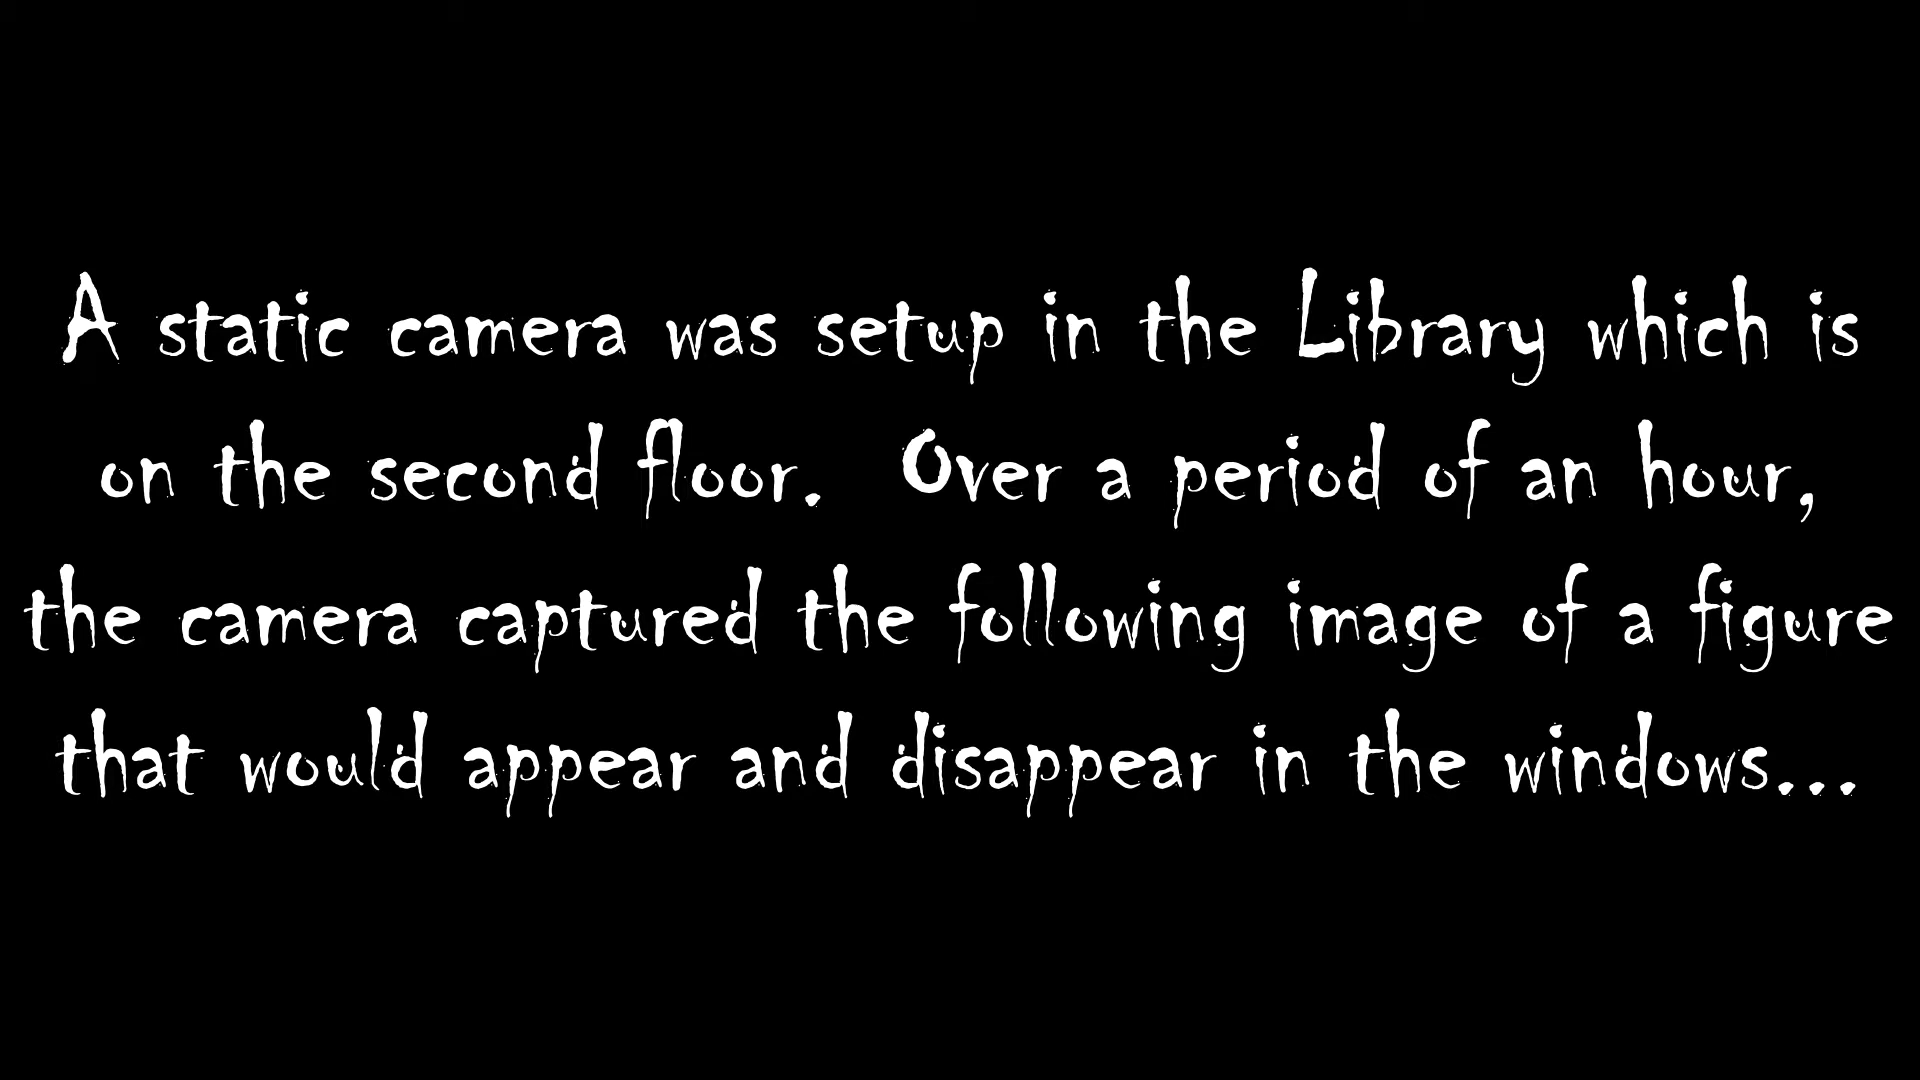 A static camera was setup in the Library which is
on the second floor.  Over a period of an hour,
the camera captured the following image of a figure
that would appear and disappear in the windows...